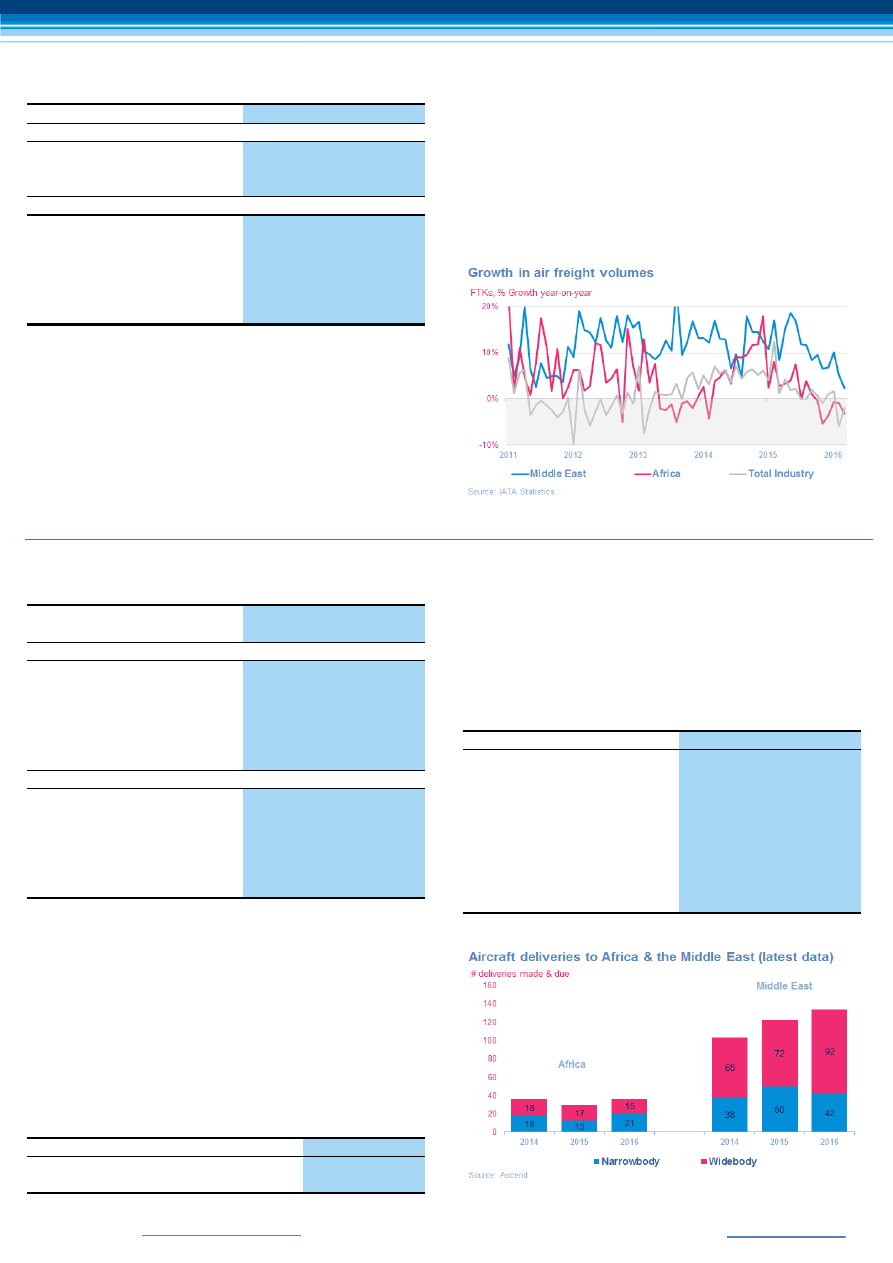 Growth in air freight volumes
FTKs, % Growth year-on-year
20%
10%
0%
-10%
2011 2012 2013 2014 2015 2016
Middle East Africa Total Industry
Source: IATA Statistics
Aircraft deliveries to Africa & the Middle East (latest data)
# deliveries made & due
160
Middle East
140
120
100
80
60
40
20
0
Africa
65 72 92
18 17 15
18 13 21
38 50 42
2014 2015 2016 2014 2015 2016
Narrowbody Widebody
Source: Ascend